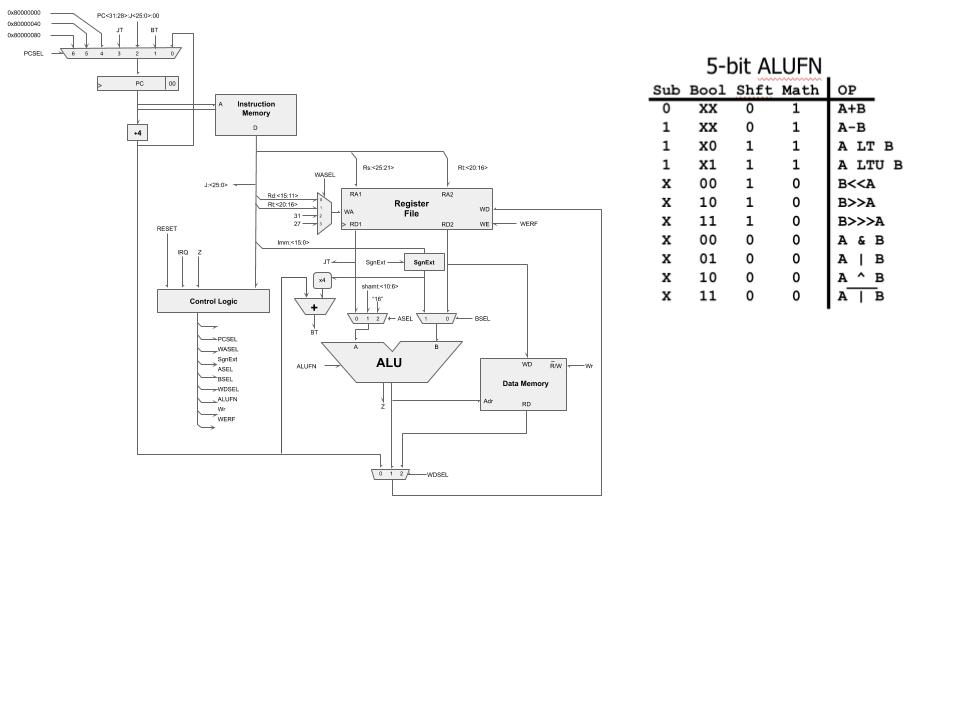 0x80000000
0x80000040
0x80000080
PC<31:28>:J<25:0>:00
JT
BT
PCSEL
6 5 4 3 2 1 0
PC
00
+4
A
Instruction
Memory
D
Rs:<25:21>
Rt:<20:16>
J:<25:0>
WASEL
Rd:<15:11>
Rt:<20:16>
31
27
0
1
2
3
RA1
RA2
WA
Register
File
WD
RD1
RD2
WE
WERF
RESET
IRQ
Z
Imm:<15:0>
JT
SgnExt
SgnExt
x4
shamt:<10:6>
"16"
Control Logic
+
BT
0 1 2
ASEL
1 0
BSEL
A
B
ALU
ALUFN
Z
WD
R/W
Wr
Data Memory
Adr
RD
PCSEL
WASEL
SgnExt
ASEL
BSEL
WDSEL
ALUFN
Wr
WERF
0 1 2
WDSEL
5-bit ALUFN
Sub Bool Shft Math OP
0 XX 0 1 A+B
1 XX 0 1 A-B
1 X0 1 1 A LT B
1 X1 1 1 A LTU B
X 00 1 0 B<<A
X 10 1 0 B>>A
X 11 1 0 B>>>A
X 00 0 0 A & B
X 01 0 0 A | B
X 10 0 0 A ^ B
X 11 0 0 A | B